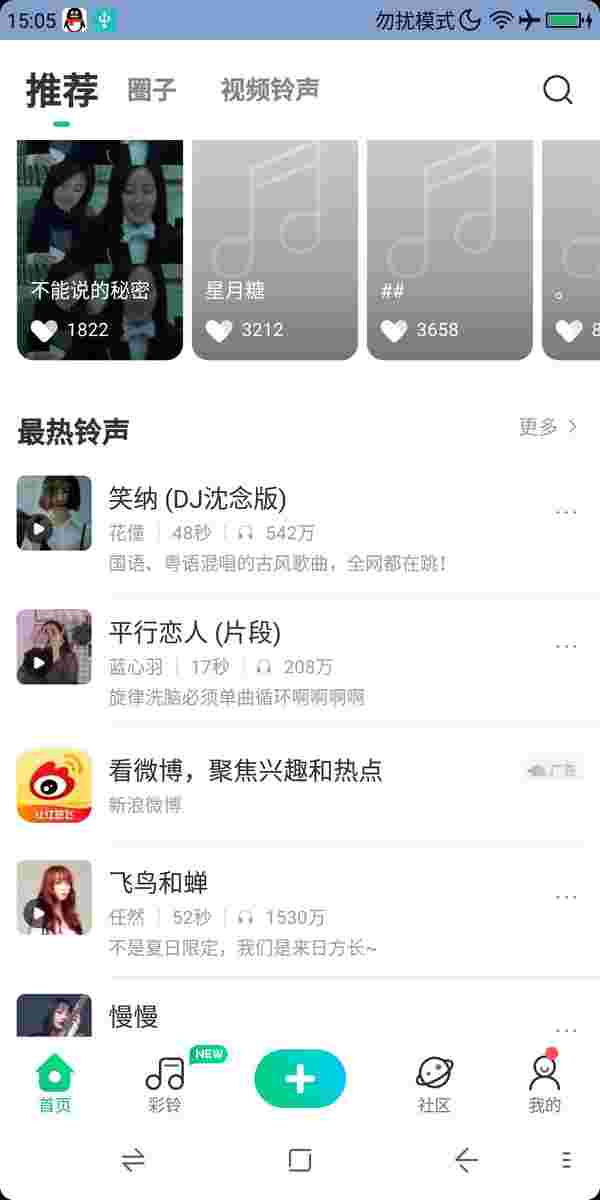 15:05
勿扰模式
推荐
圈子
视频铃声
不能说的秘密
1822
星月糖
3212
##
3658
。
8
最热铃声
更多
笑纳 (DJ沈念版)
花僮 48秒 542万
国语、粤语混唱的古风歌曲，全网都在跳！
平行恋人 (片段)
蓝心羽 17秒 208万
旋律洗脑必须单曲循环啊啊啊啊
看微博，聚焦兴趣和热点
广告
新浪微博
飞鸟和蝉
任然 52秒 1530万
不是夏日限定，我们是来日方长~
慢慢
首页
彩铃
NEW
社区
我的